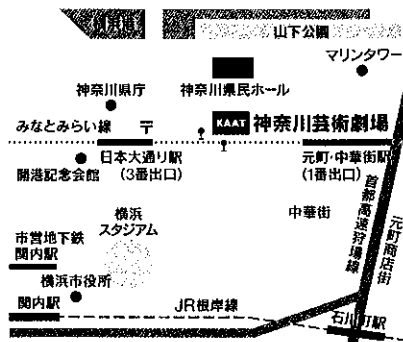 横浜港
山下公園
マリンタワー
神奈川県庁
神奈川県民ホール
みなとみらい線
〒
KAAT 神奈川芸術劇場
日本大通り駅
(3番出口)
元町・中華街駅
(1番出口)
開港記念会館
横浜
スタジアム
中華街
首都高速狩場線
元町商店街
市営地下鉄
関内駅
横浜市役所
関内駅
JR根岸線
石川町駅